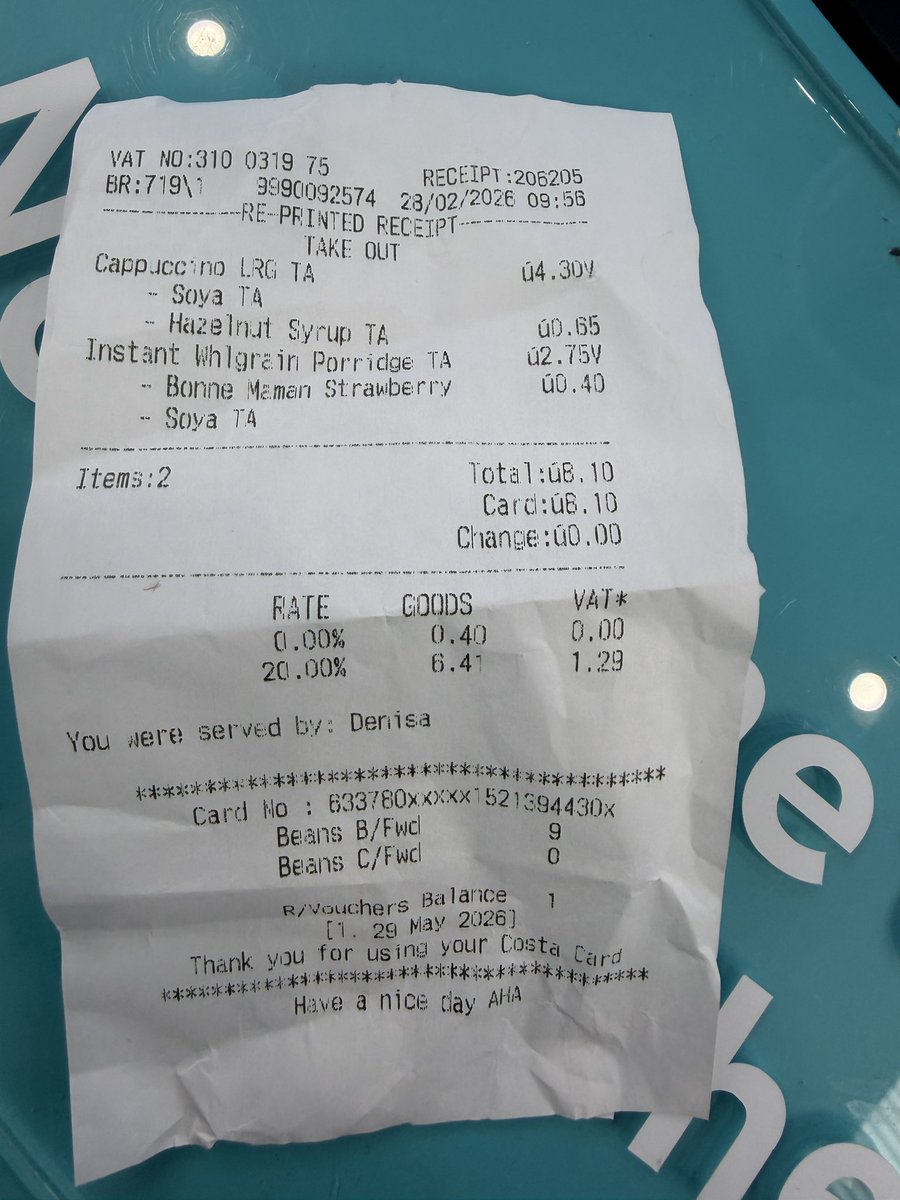 VAT NO:310 0319 75
RECEIPT:206205
BR:719\1 9990092574 28/02/2026 09:56
RE-PRINTED RECEIPT
TAKE OUT
Cappuccino LRG TA ú4.30V
- Soya TA
- Hazelnut Syrup TA ú0.65
Instant Whlgrain Porridge TA ú2.75V
- Bonne Maman Strawberry ú0.40
- Soya TA
Items:2 Total:ú8.10
Card:ú8.10
Change:ú0.00
RATE GOODS VAT*
0.00% 0.40 0.00
20.00% 6.41 1.29
You were served by: Denisa
****************************************
Card No : 633780xxxxx1521394430x
Beans B/Fwd 9
Beans C/Fwd 0
R/Vouchers Balance 1
[1. 29 May 2026]
Thank you for using your Costa Card
****************************************
Have a nice day AHA